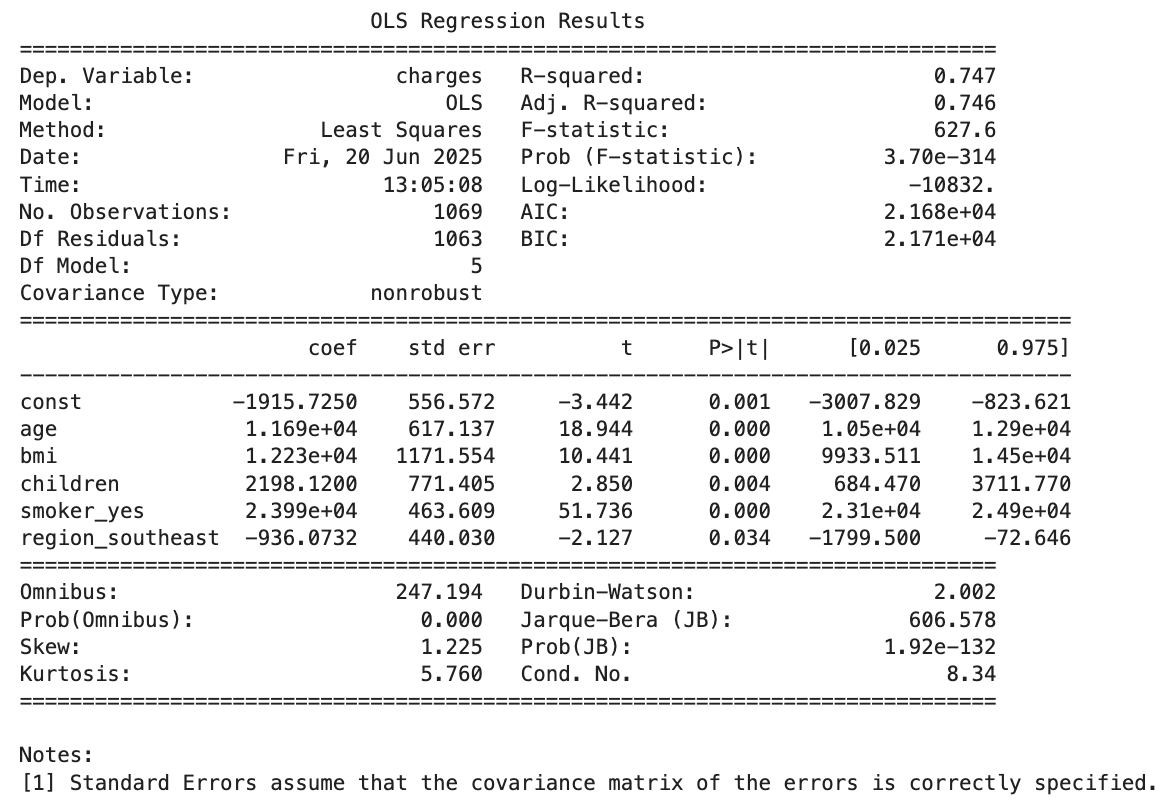 OLS Regression Results
==============================================================================
Dep. Variable:                charges   R-squared:                       0.747
Model:                            OLS   Adj. R-squared:                  0.746
Method:                 Least Squares   F-statistic:                     627.6
Date:                Fri, 20 Jun 2025   Prob (F-statistic):          3.70e-314
Time:                        13:05:08   Log-Likelihood:                -10832.
No. Observations:                1069   AIC:                         2.168e+04
Df Residuals:                    1063   BIC:                         2.171e+04
Df Model:                           5
Covariance Type:            nonrobust
====================================================================================
                       coef    std err          t      P>|t|      [0.025      0.975]
------------------------------------------------------------------------------------
const            -1915.7250    556.572     -3.442      0.001   -3007.829    -823.621
age               1.169e+04    617.137     18.944      0.000    1.05e+04    1.29e+04
bmi               1.223e+04   1171.554     10.441      0.000    9933.511    1.45e+04
children          2198.1200    771.405      2.850      0.004     684.470    3711.770
smoker_yes        2.399e+04    463.609     51.736      0.000    2.31e+04    2.49e+04
region_southeast  -936.0732    440.030     -2.127      0.034   -1799.500     -72.646
==============================================================================
Omnibus:                      247.194   Durbin-Watson:                   2.002
Prob(Omnibus):                  0.000   Jarque-Bera (JB):              606.578
Skew:                           1.225   Prob(JB):                    1.92e-132
Kurtosis:                       5.760   Cond. No.                         8.34
==============================================================================
Notes:
[1] Standard Errors assume that the covariance matrix of the errors is correctly specified.